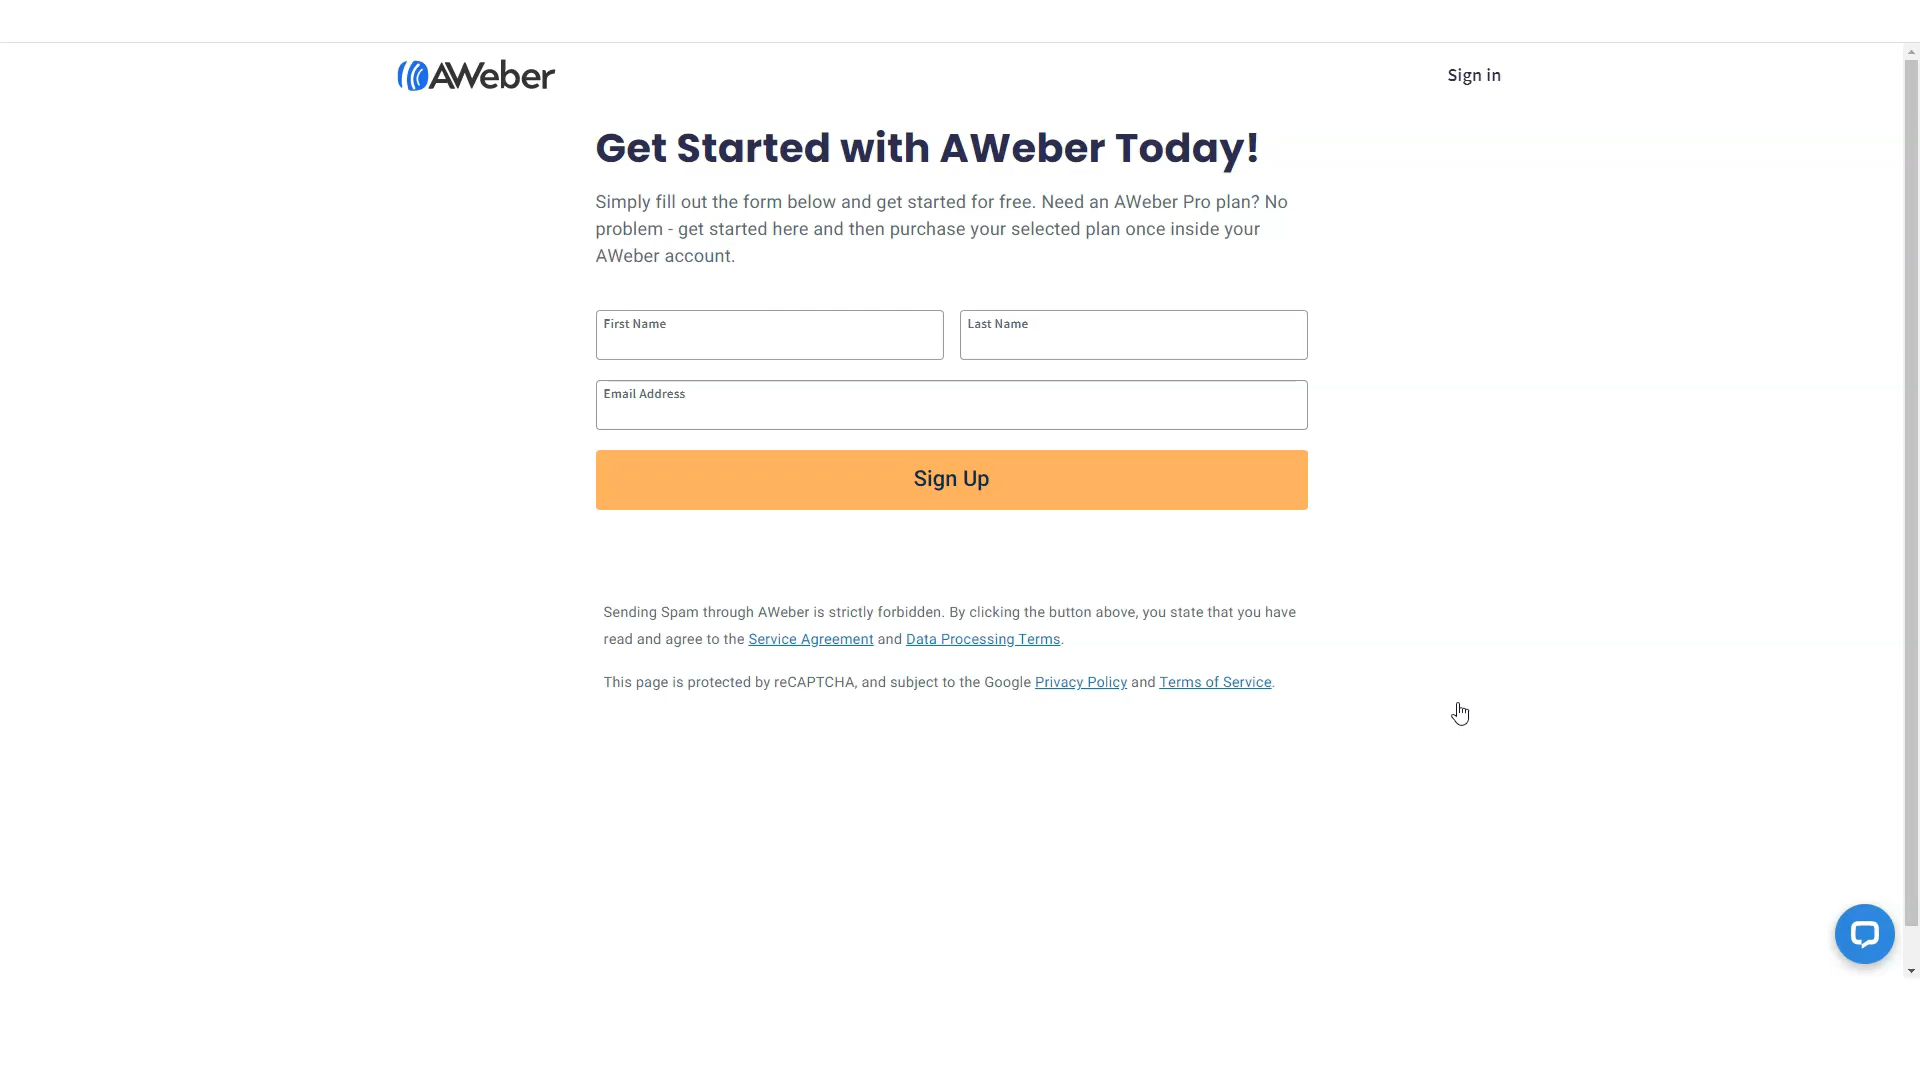 AWeber
Sign in
Get Started with AWeber Today!
Simply fill out the form below and get started for free. Need an AWeber Pro plan? No
problem - get started here and then purchase your selected plan once inside your
AWeber account.
First Name
Last Name
Email Address
Sign Up
Sending Spam through AWeber is strictly forbidden. By clicking the button above, you state that you have
read and agree to the Service Agreement and Data Processing Terms.
This page is protected by reCAPTCHA, and subject to the Google Privacy Policy and Terms of Service.